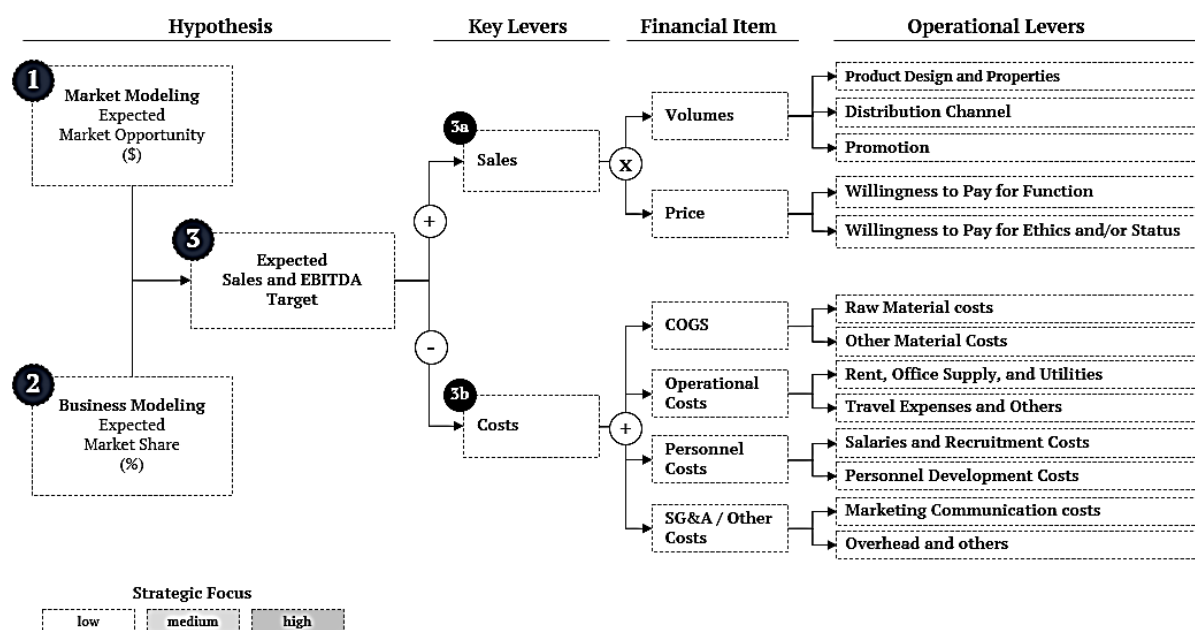 Hypothesis
Key Levers
Financial Item
Operational Levers
1
Market Modeling
Expected
Market Opportunity
($)
2
Business Modeling
Expected
Market Share
(%)
3
Expected
Sales and EBITDA
Target
+
-
3a
Sales
x
Volumes
Product Design and Properties
Distribution Channel
Promotion
Price
Willingness to Pay for Function
Willingness to Pay for Ethics and/or Status
3b
Costs
+
COGS
Raw Material costs
Other Material Costs
Operational
Costs
Rent, Office Supply, and Utilities
Travel Expenses and Others
Personnel
Costs
Salaries and Recruitment Costs
Personnel Development Costs
SG&A / Other
Costs
Marketing Communication costs
Overhead and others
Strategic Focus
low
medium
high